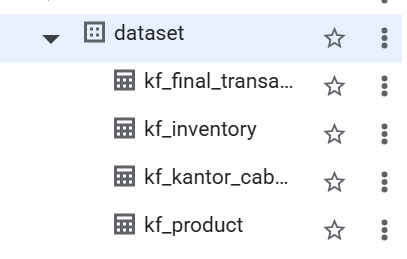 dataset
kf_final_transa...
kf_inventory
kf_kantor_cab...
kf_product